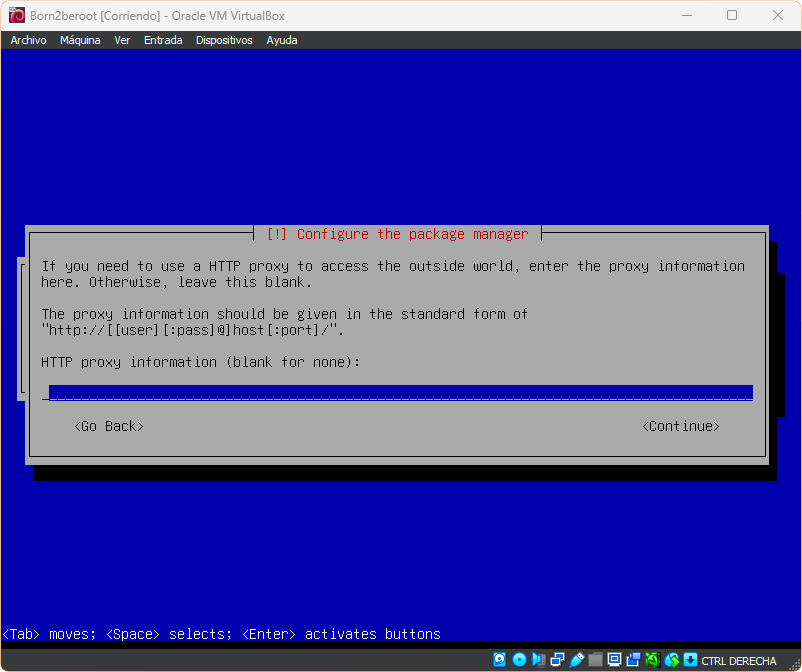 Born2beroot [Corriendo] - Oracle VM VirtualBox
Archivo Máquina Ver Entrada Dispositivos Ayuda
[!] Configure the package manager
If you need to use a HTTP proxy to access the outside world, enter the proxy information
here. Otherwise, leave this blank.
The proxy information should be given in the standard form of
"http://[[user][:pass]@]host[:port]/".
HTTP proxy information (blank for none):
<Go Back> <Continue>
<Tab> moves; <Space> selects; <Enter> activates buttons
CTRL DERECHA